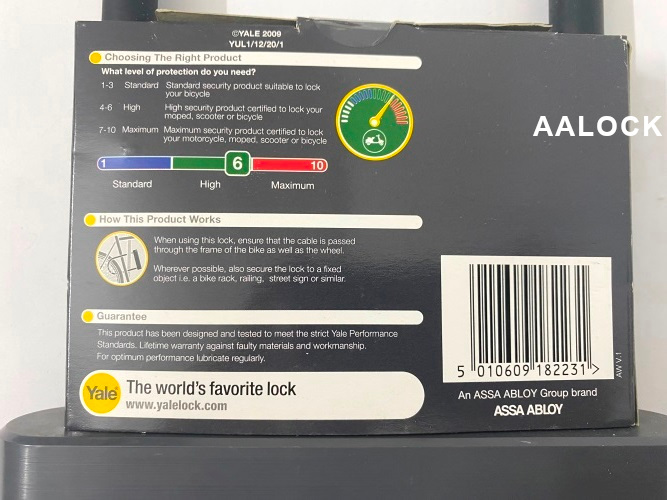 ©YALE 2009
YUL1/12/20/1
Choosing The Right Product
What level of protection do you need?
1-3 Standard Standard security product suitable to lock
your bicycle
4-6 High High security product certified to lock your
moped, scooter or bicycle
7-10 Maximum Maximum security product certified to lock
your motorcycle, moped, scooter or bicycle
1 6 10
Standard High Maximum
AALOCK
How This Product Works
When using this lock, ensure that the cable is passed
through the frame of the bike as well as the wheel.
Wherever possible, also secure the lock to a fixed
object i.e. a bike rack, railing, street sign or similar.
Guarantee
This product has been designed and tested to meet the strict Yale Performance
Standards. Lifetime warranty against faulty materials and workmanship.
For optimum performance lubricate regularly.
Yale
The world's favorite lock
www.yalelock.com
5 010609 182231 >
AW V.1
An ASSA ABLOY Group brand
ASSA ABLOY